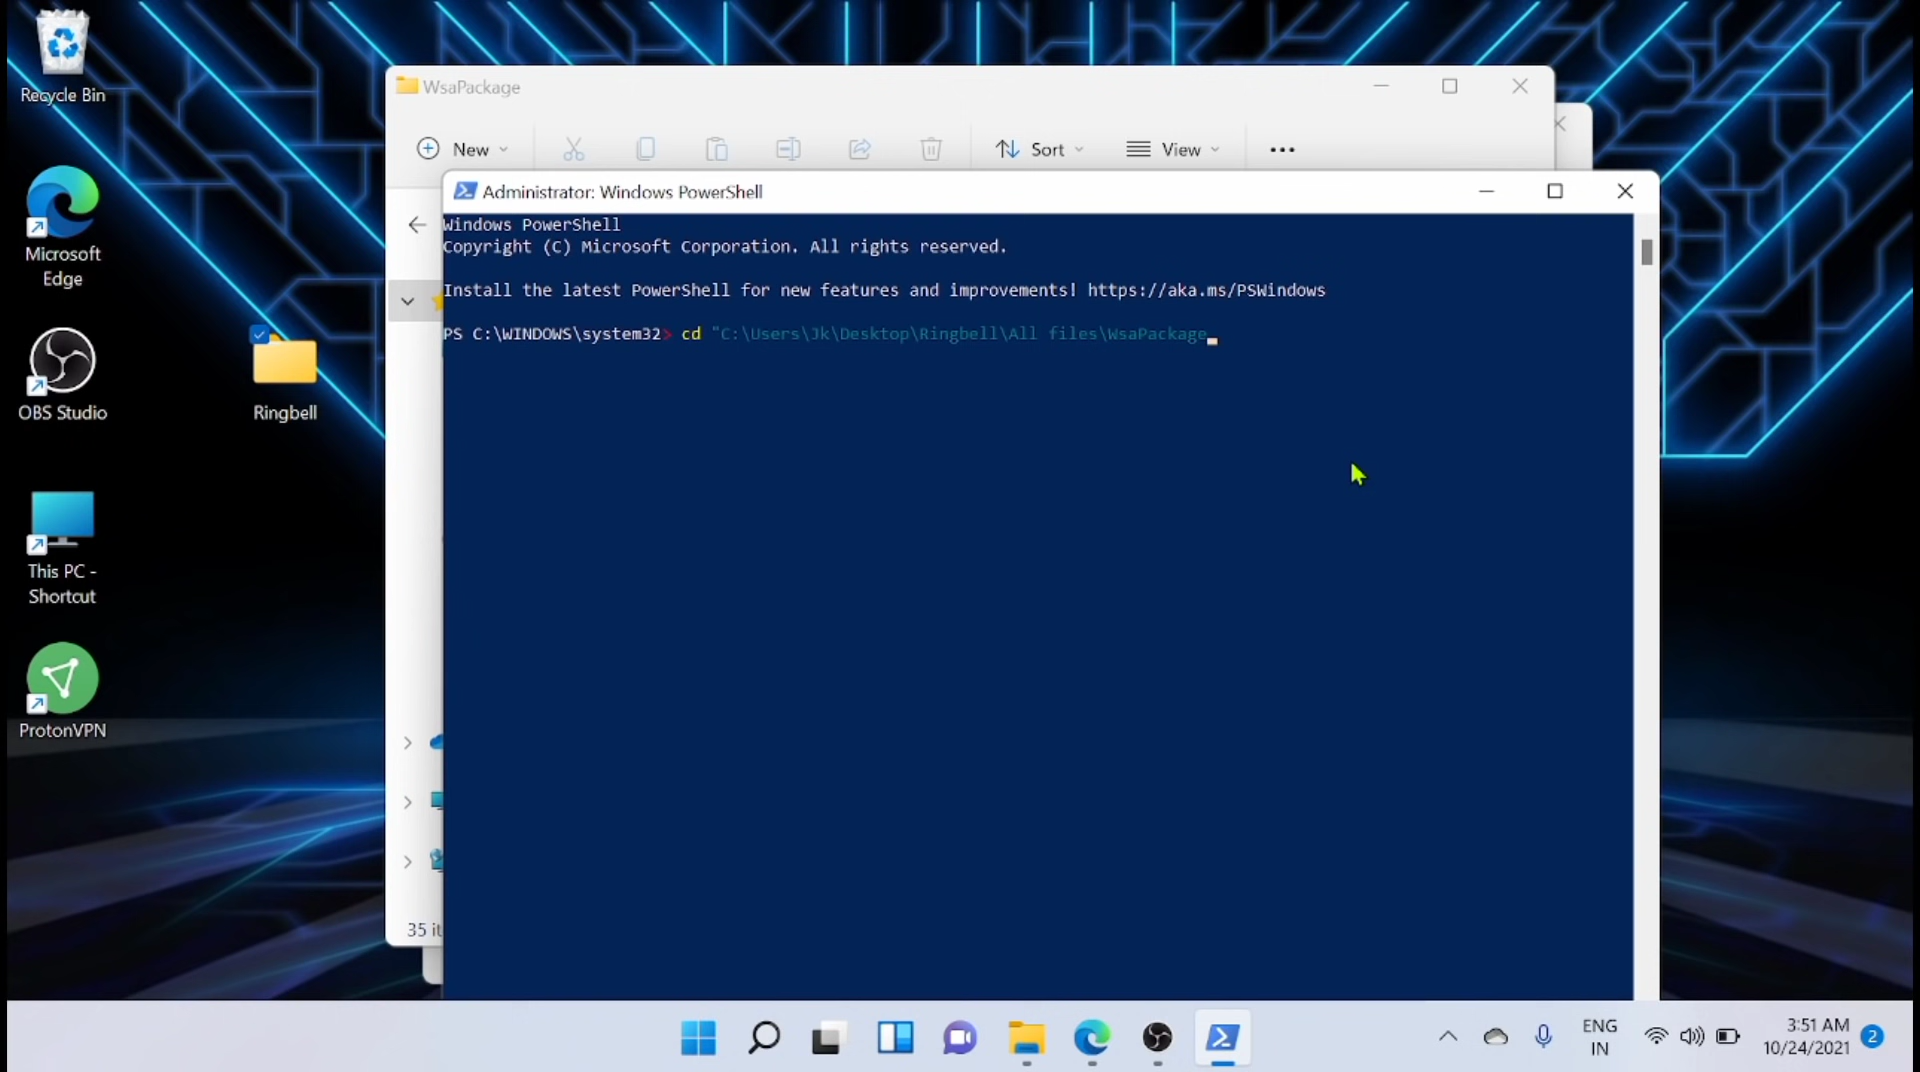 Recycle Bin
Microsoft
Edge
OBS Studio
Ringbell
This PC -
Shortcut
ProtonVPN
WsaPackage
New
Sort
View
Administrator: Windows PowerShell
Windows PowerShell
Copyright (C) Microsoft Corporation. All rights reserved.
Install the latest PowerShell for new features and improvements! https://aka.ms/PSWindows
PS C:\WINDOWS\system32> cd "C:\Users\Jk\Desktop\Ringbell\All files\WsaPackage
35 it
ENG
IN
3:51 AM
10/24/2021
2